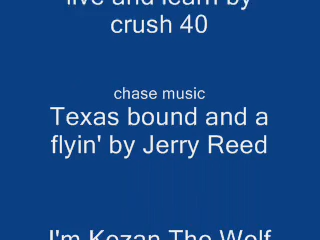 live and learn by
crush 40
chase music
Texas bound and a
flyin' by Jerry Reed
I'm Kozan The Wolf